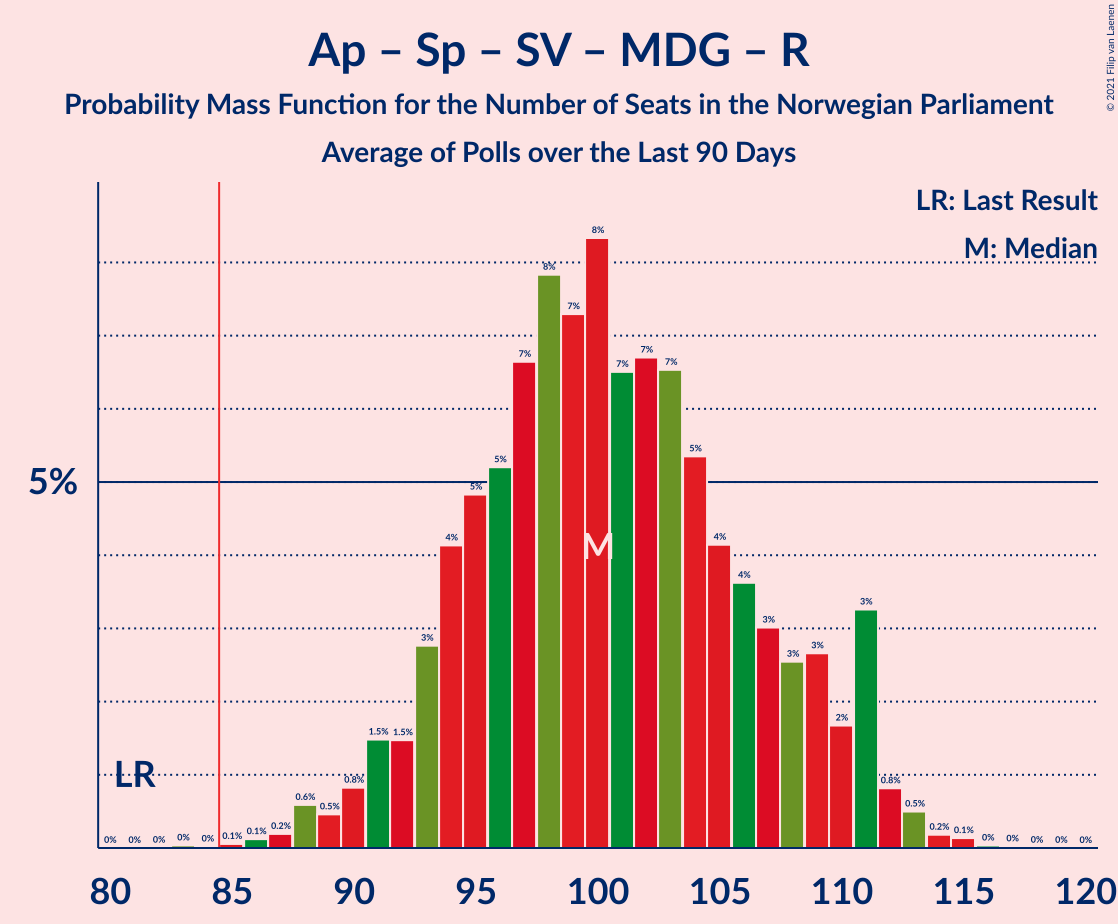 Ap – Sp – SV – MDG – R
Probability Mass Function for the Number of Seats in the Norwegian Parliament
Average of Polls over the Last 90 Days
© 2021 Filip van Laenen
LR: Last Result
M: Median
5%
LR
M
0% 0% 0% 0% 0% 0.1% 0.1% 0.2% 0.6% 0.5% 0.8% 1.5% 1.5% 3% 4% 5% 5% 7% 8% 7% 8% 7% 7% 7% 5% 4% 4% 3% 3% 3% 2% 3% 0.8% 0.5% 0.2% 0.1% 0% 0% 0% 0% 0%
80 85 90 95 100 105 110 115 120